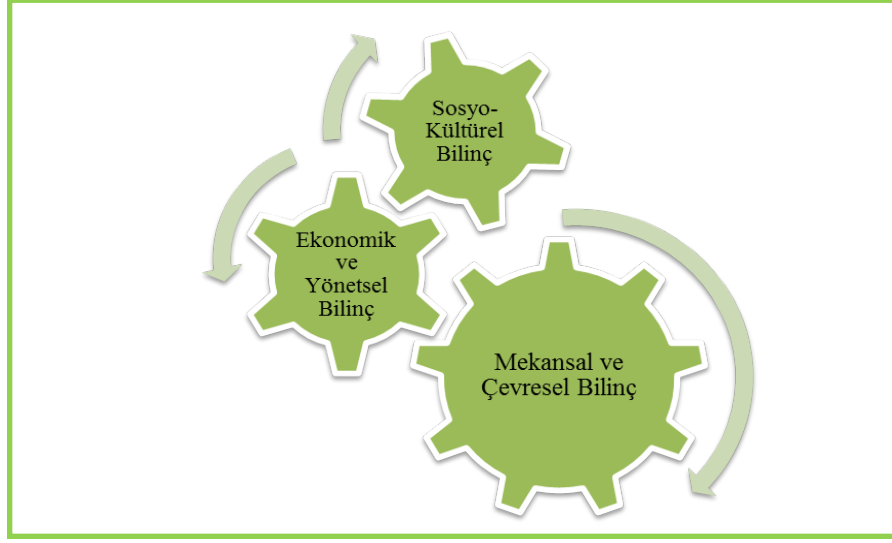 Sosyo-
Kültürel
Bilinç
Ekonomik
ve
Yönetsel
Bilinç
Mekansal ve
Çevresel Bilinç